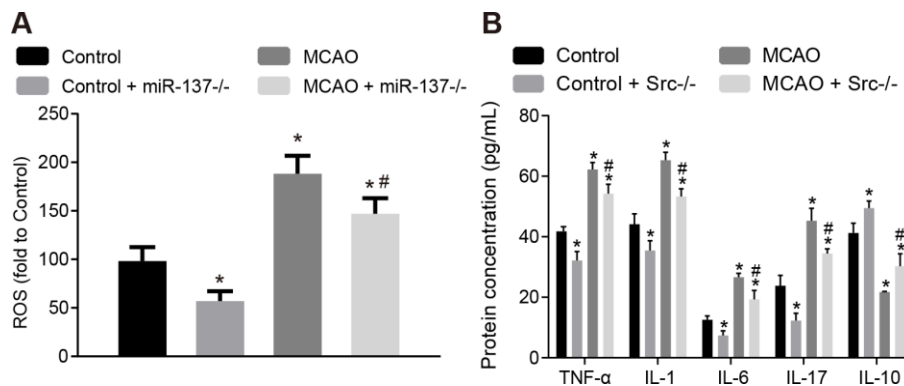 A
Control
MCAO
Control + miR-137-/-
MCAO + miR-137-/-
ROS (fold to Control)
250
200
150
100
50
0
*
*
* #
B
Control
MCAO
Control + Src-/-
MCAO + Src-/-
Protein concentration (pg/mL)
80
60
40
20
0
*
*
#
*
*
*
#
*
*
*
#
*
*
*
#
*
*
*
#
*
TNF-α
IL-1
IL-6
IL-17
IL-10